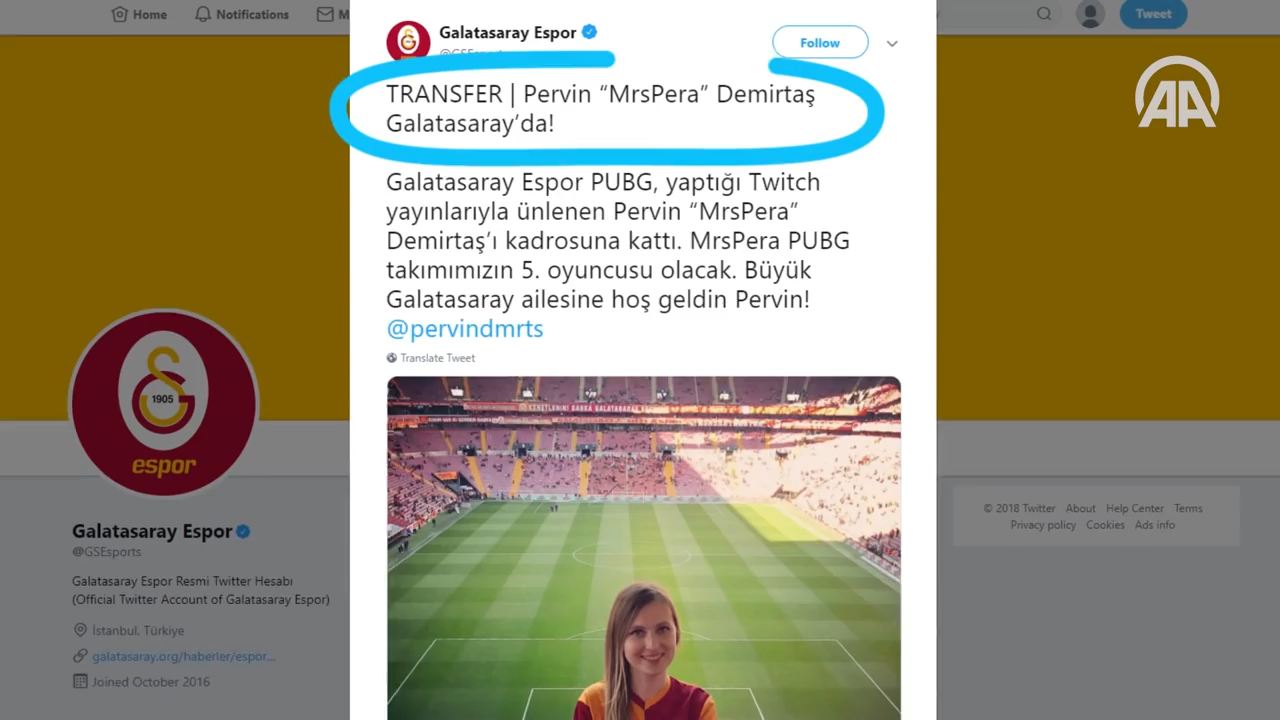 Home
Notifications
M
Tweet
Galatasaray Espor
Follow
TRANSFER | Pervin “MrsPera” Demirtaş
Galatasaray’da!
Galatasaray Espor PUBG, yaptığı Twitch
yayınlarıyla ünlenen Pervin “MrsPera”
Demirtaş’ı kadrosuna kattı. MrsPera PUBG
takımımızın 5. oyuncusu olacak. Büyük
Galatasaray ailesine hoş geldin Pervin!
@pervindmrts
Translate Tweet
AA
1905
espor
Galatasaray Espor
@GSEsports
Galatasaray Espor Resmi Twitter Hesabı
(Official Twitter Account of Galatasaray Espor)
İstanbul, Türkiye
galatasaray.org/haberler/espor...
Joined October 2016
© 2018 Twitter About Help Center Terms
Privacy policy Cookies Ads info